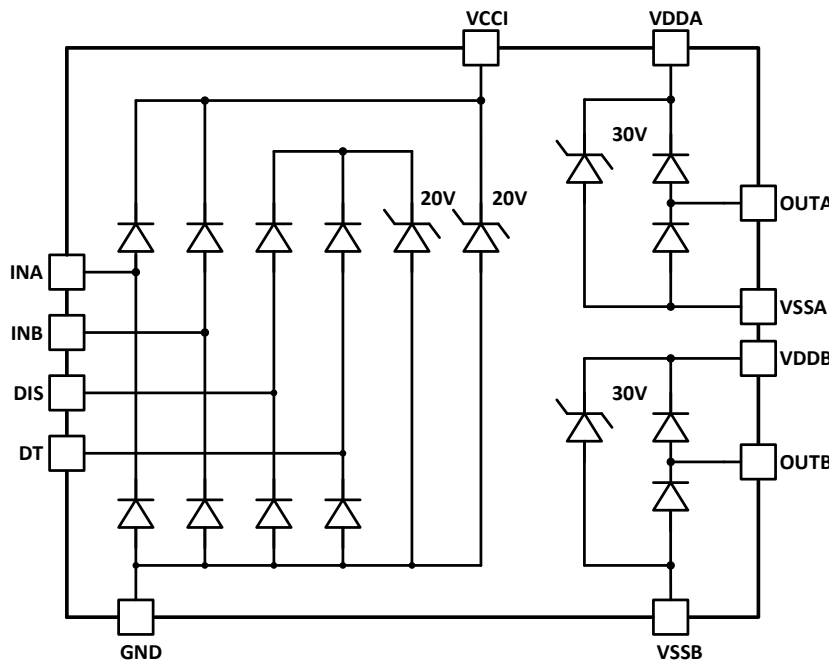 VCCI
VDDA
30V
20V
20V
OUTA
INA
VSSA
INB
VDDB
DIS
30V
DT
OUTB
GND
VSSB